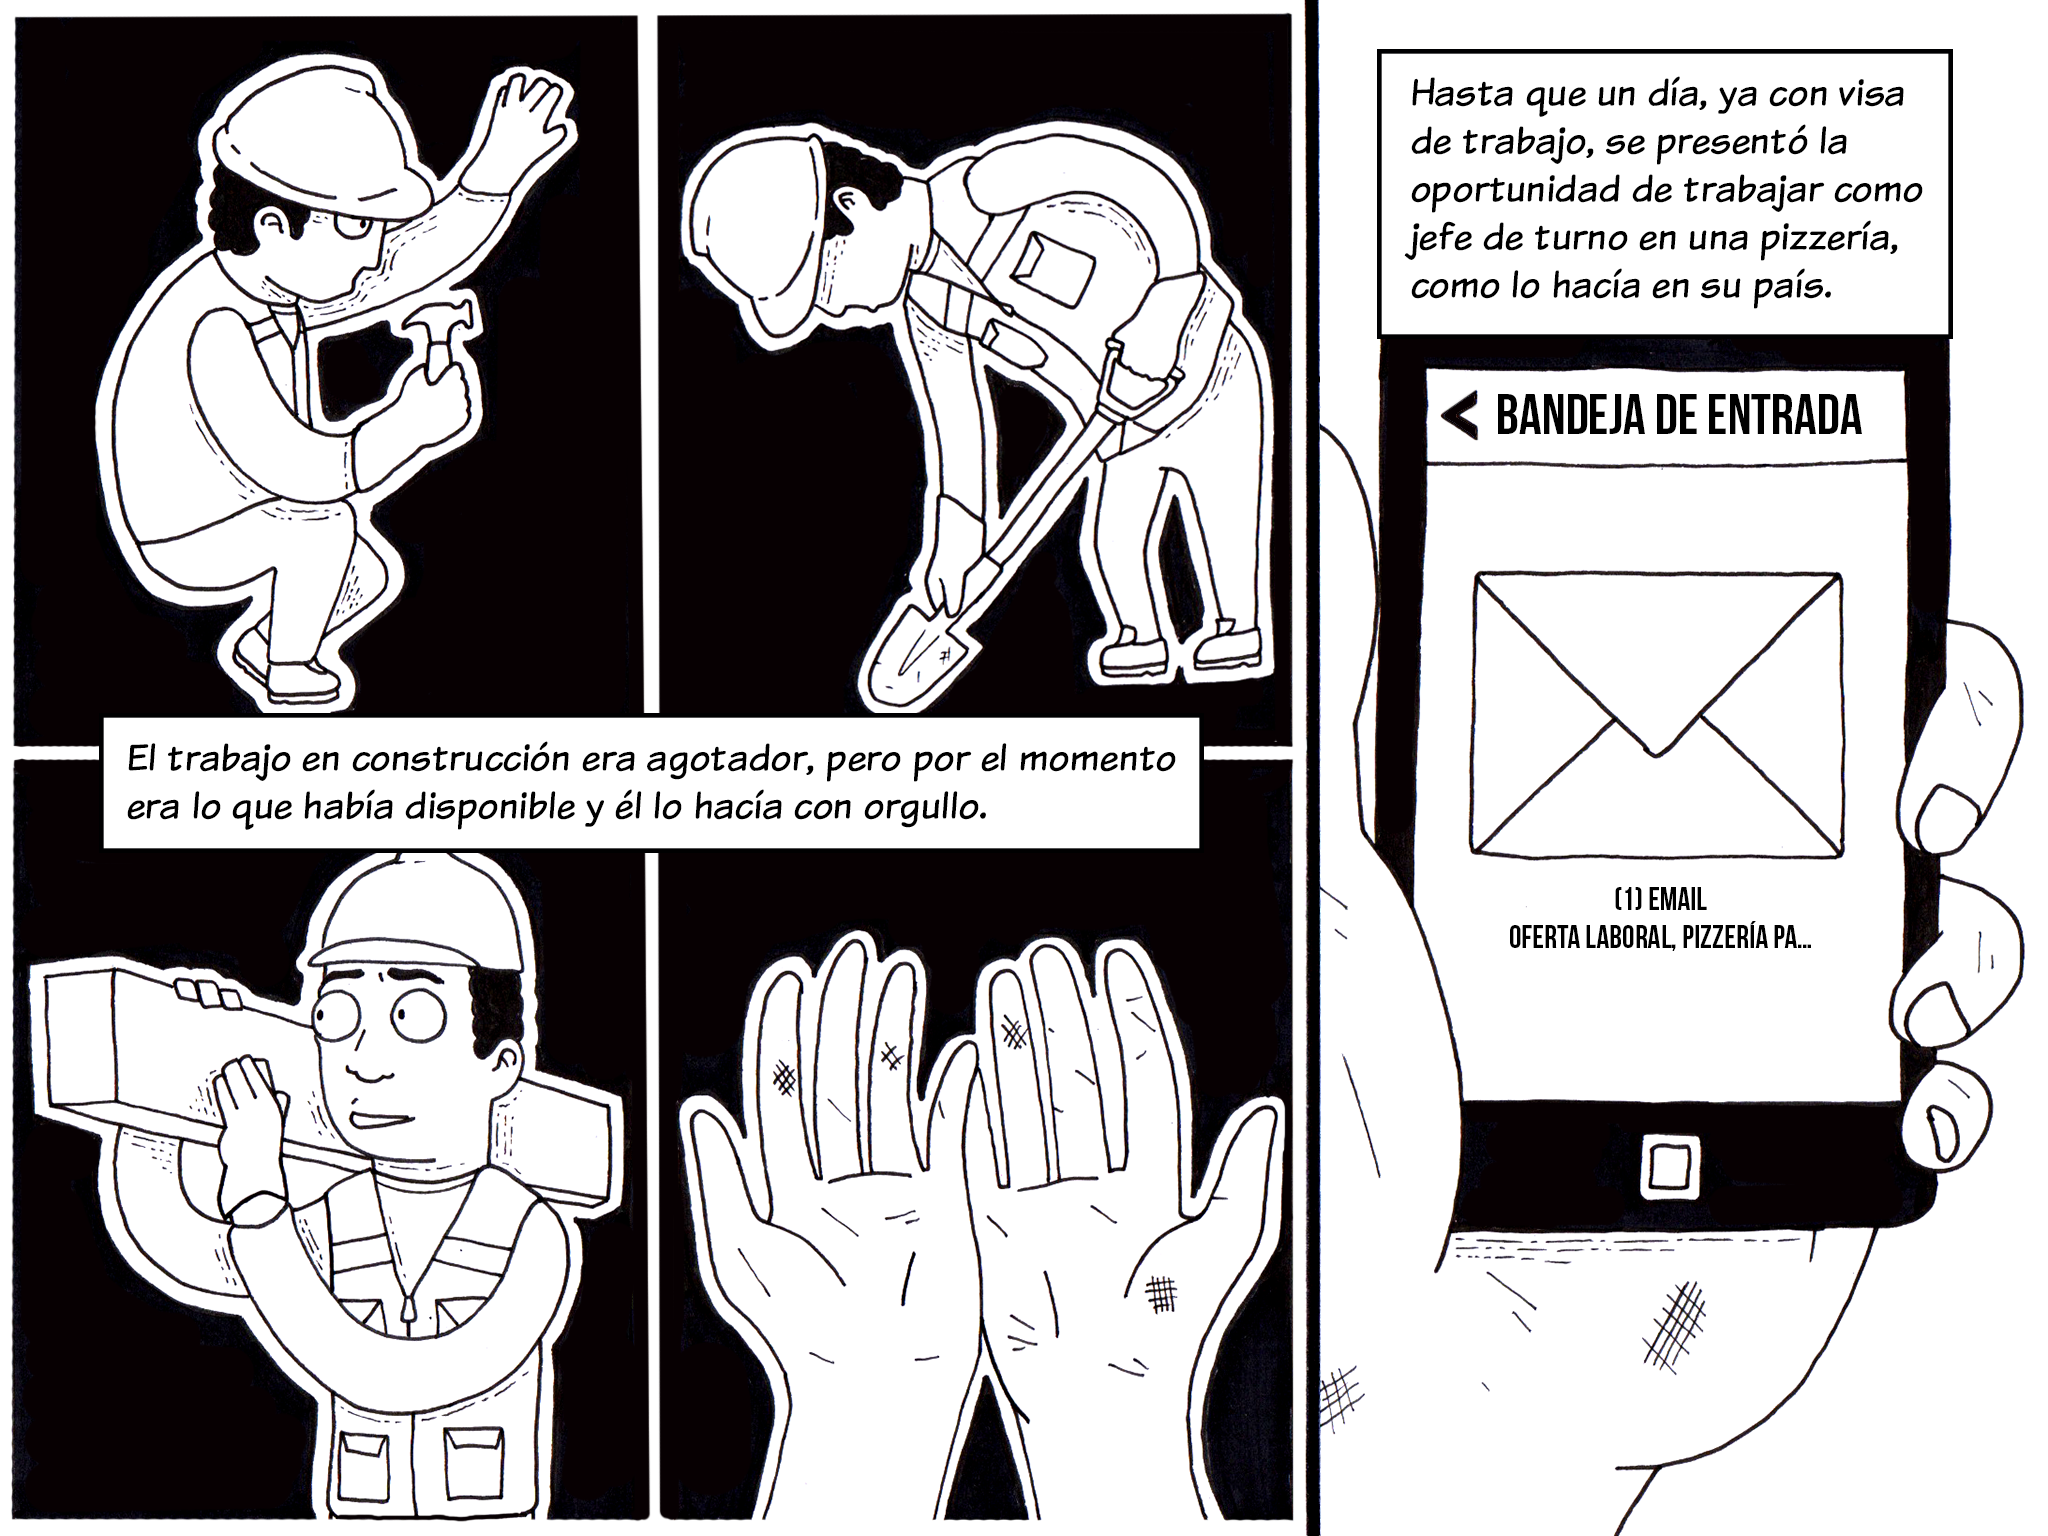 El trabajo en construcción era agotador, pero por el momento
era lo que había disponible y él lo hacía con orgullo.
Hasta que un día, ya con visa
de trabajo, se presentó la
oportunidad de trabajar como
jefe de turno en una pizzería,
como lo hacía en su país.
< BANDEJA DE ENTRADA
(1) EMAIL
OFERTA LABORAL, PIZZERÍA PA...